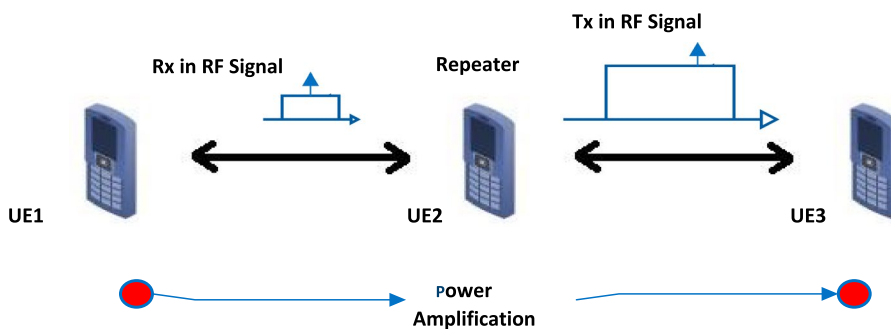 Tx in RF Signal
Rx in RF Signal
Repeater
UE1
UE2
UE3
Power
Amplification